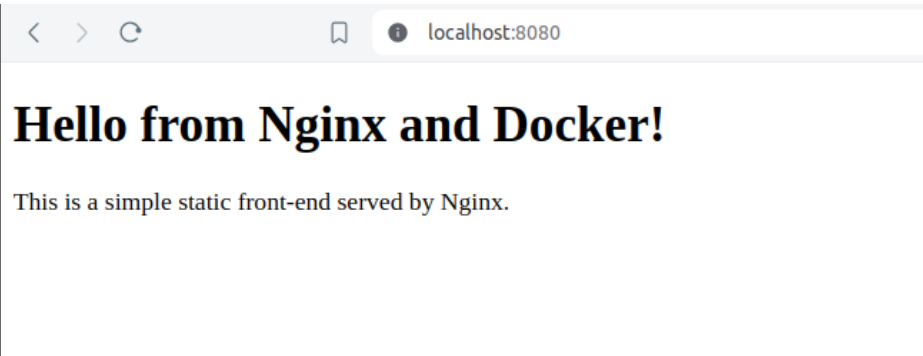 localhost:8080
Hello from Nginx and Docker!
This is a simple static front-end served by Nginx.